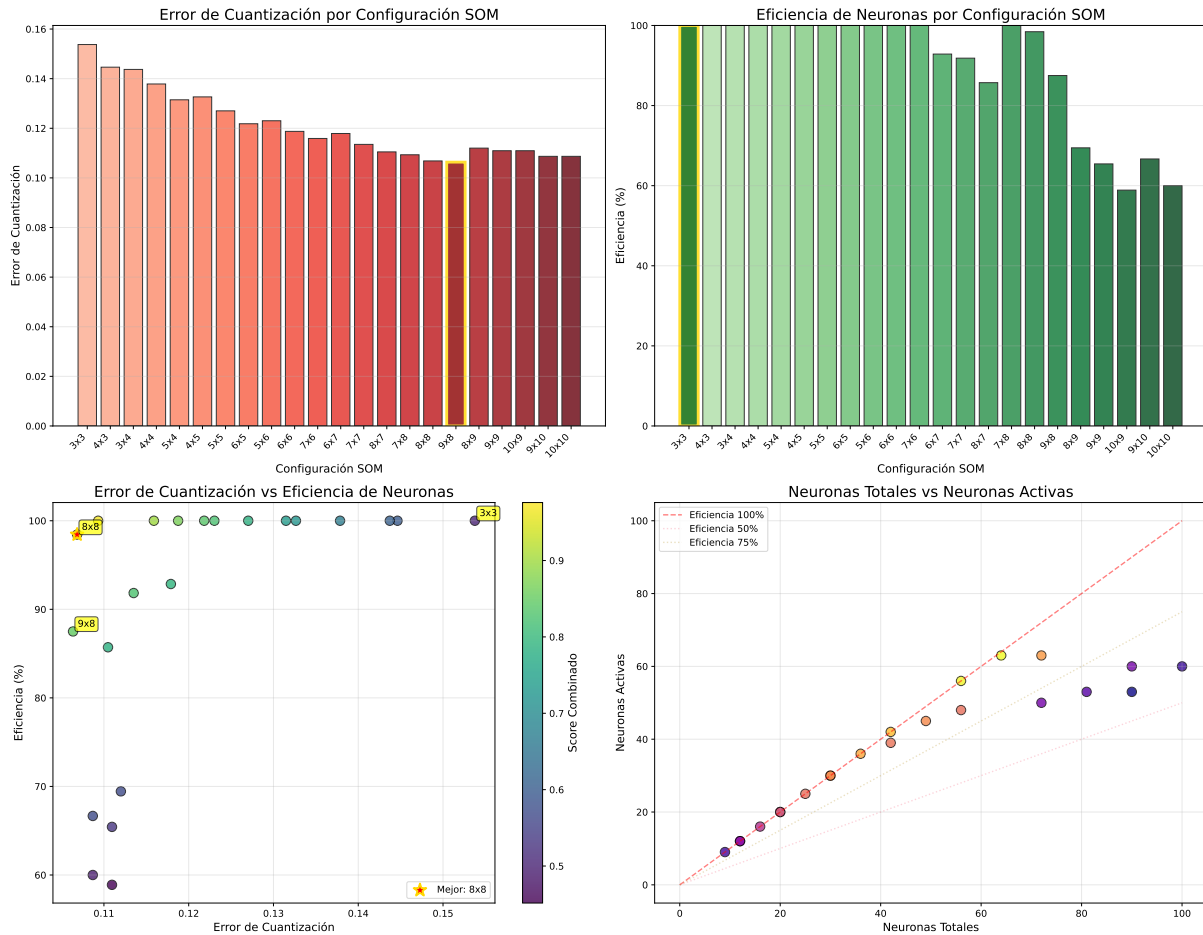 Error de Cuantización por Configuración SOM
Error de Cuantización
0.16
0.14
0.12
0.10
0.08
0.06
0.04
0.02
0.00
3x3
4x3
3x4
4x4
5x4
4x5
5x5
6x5
5x6
6x6
7x6
6x7
7x7
8x7
7x8
8x8
9x8
8x9
9x9
10x9
9x10
10x10
Configuración SOM
Eficiencia de Neuronas por Configuración SOM
Eficiencia (%)
100
80
60
40
20
0
3x3
4x3
3x4
4x4
5x4
4x5
5x5
6x5
5x6
6x6
7x6
6x7
7x7
8x7
7x8
8x8
9x8
8x9
9x9
10x9
9x10
10x10
Configuración SOM
Error de Cuantización vs Eficiencia de Neuronas
Eficiencia (%)
100
90
80
70
60
8x8
3x3
9x8
Mejor: 8x8
0.11
0.12
0.13
0.14
0.15
Error de Cuantización
0.9
0.8
0.7
0.6
0.5
Score Combinado
Neuronas Totales vs Neuronas Activas
Neuronas Activas
100
80
60
40
20
0
Eficiencia 100%
Eficiencia 50%
Eficiencia 75%
0
20
40
60
80
100
Neuronas Totales